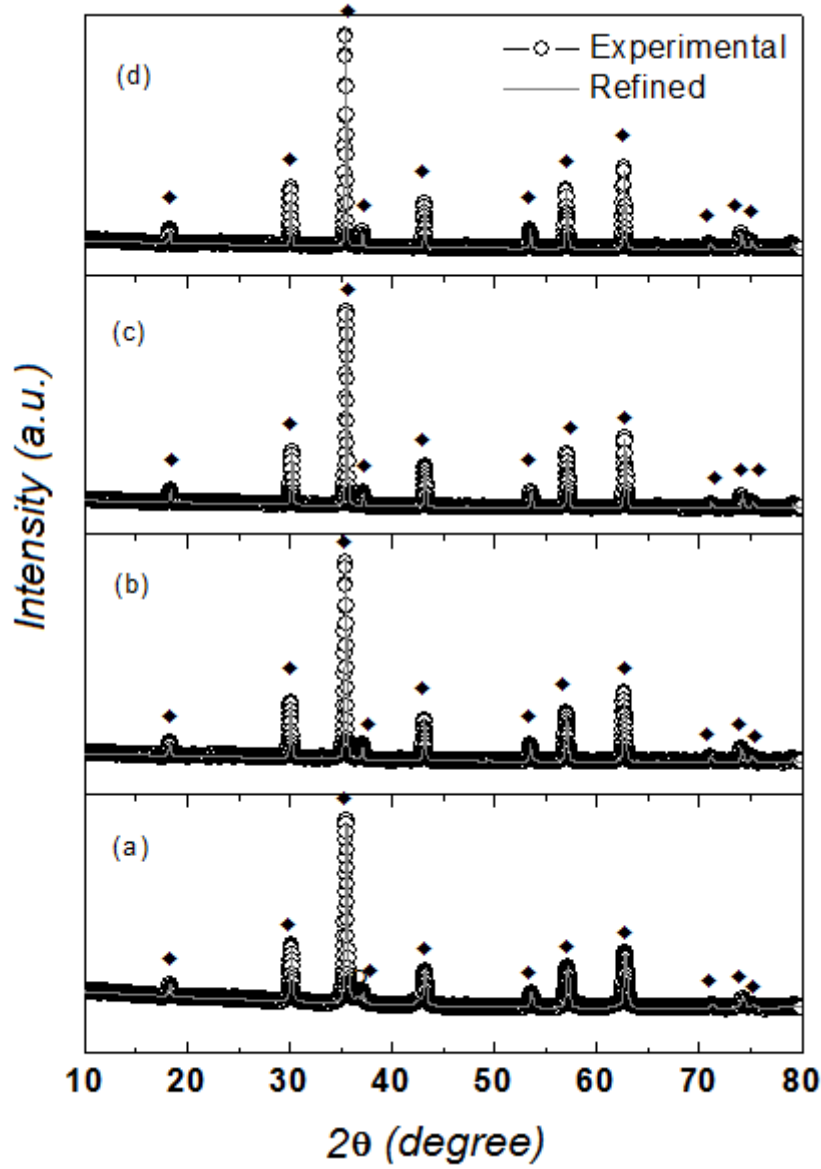 Experimental
Refined
(d)
(c)
(b)
(a)
Intensity (a.u.)
10 20 30 40 50 60 70 80
2θ (degree)